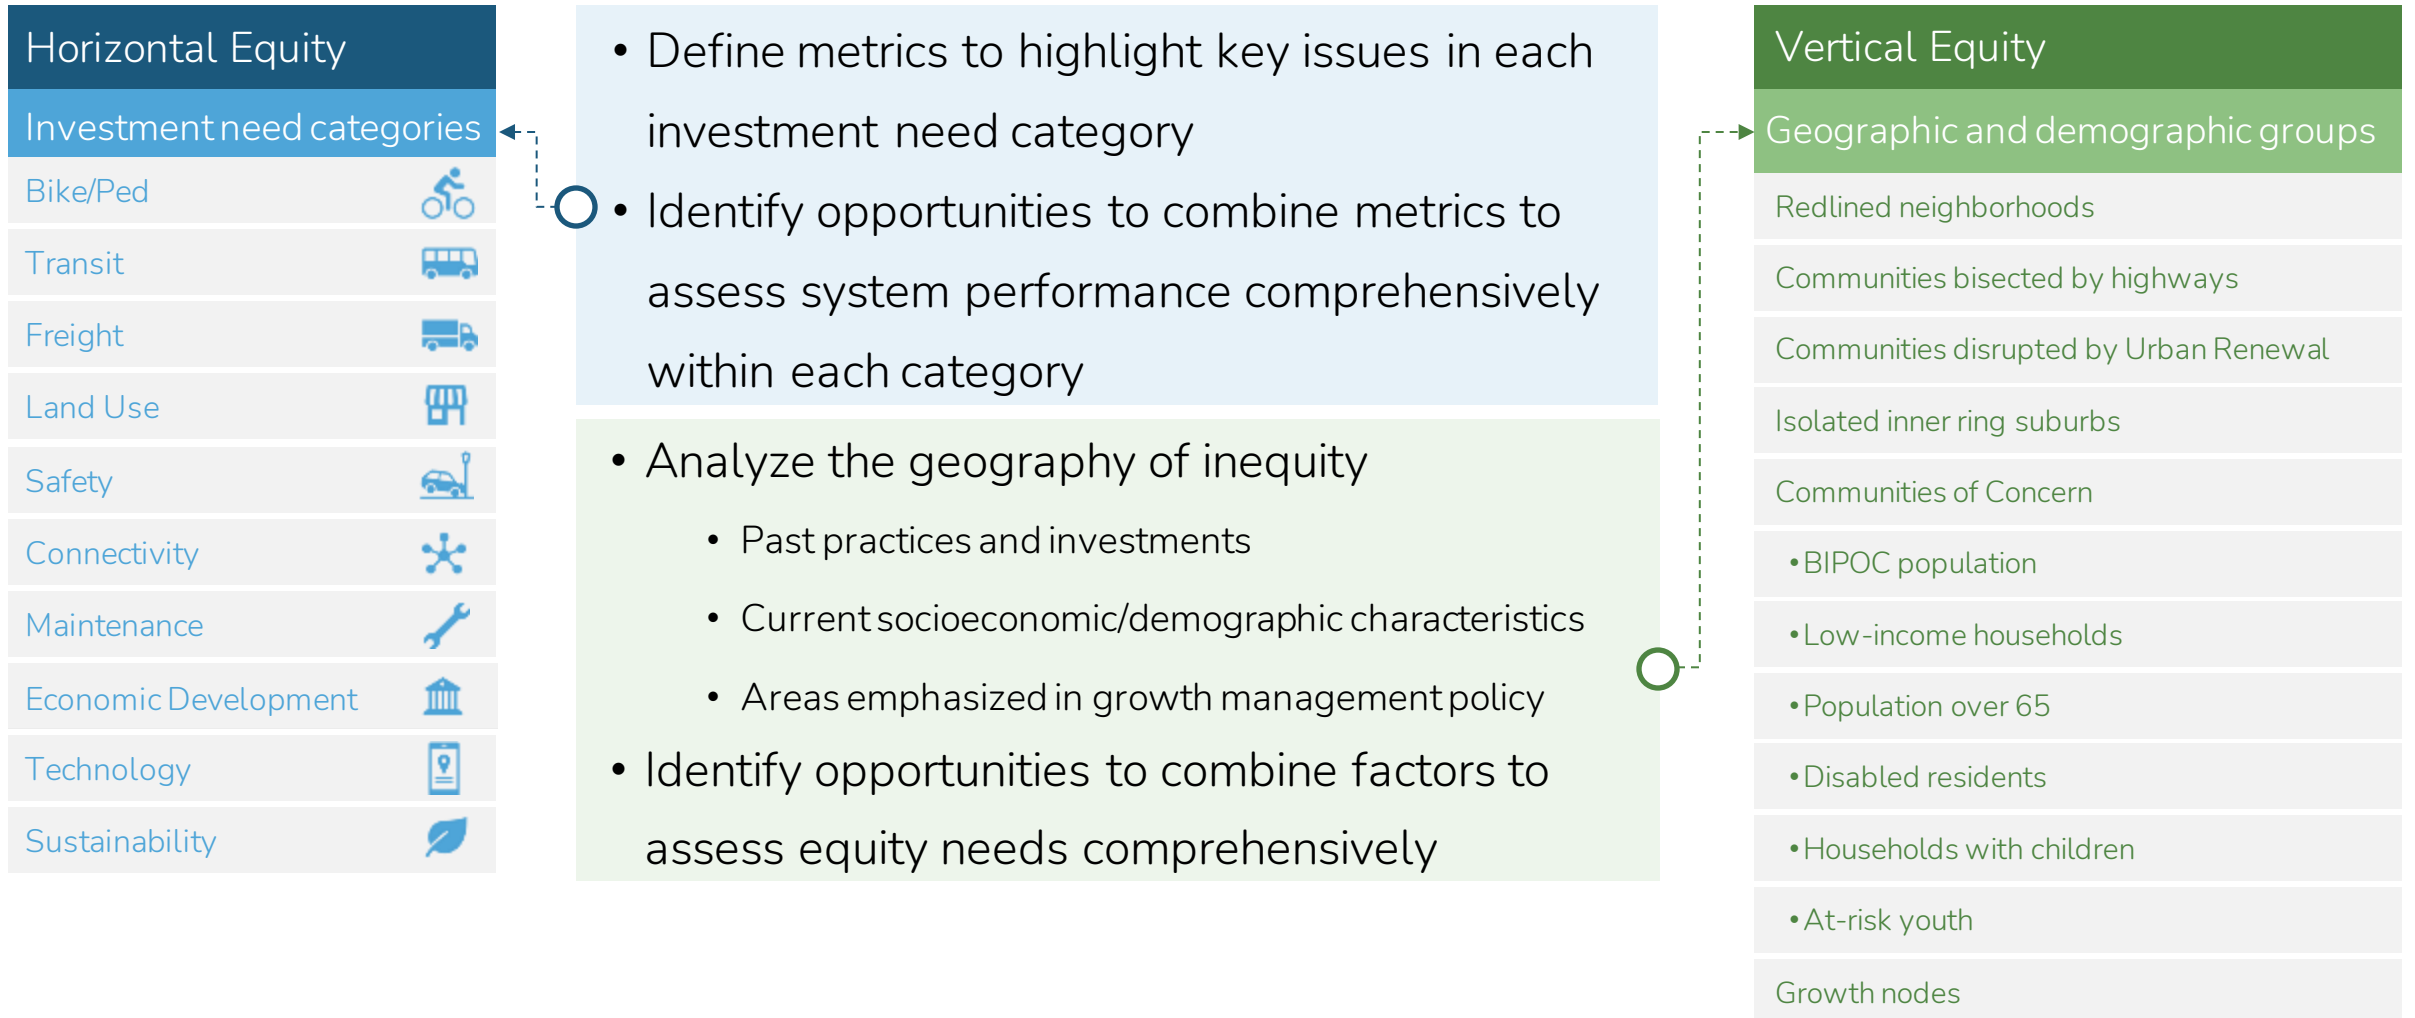 Horizontal Equity
Investment need categories
Bike/Ped
Transit
Freight
Land Use
Safety
Connectivity
Maintenance
Economic Development
Technology
Sustainability
• Define metrics to highlight key issues in each
investment need category
• Identify opportunities to combine metrics to
assess system performance comprehensively
within each category
• Analyze the geography of inequity
• Past practices and investments
• Current socioeconomic/demographic characteristics
• Areas emphasized in growth management policy
• Identify opportunities to combine factors to
assess equity needs comprehensively
Vertical Equity
Geographic and demographic groups
Redlined neighborhoods
Communities bisected by highways
Communities disrupted by Urban Renewal
Isolated inner ring suburbs
Communities of Concern
• BIPOC population
• Low-income households
• Population over 65
• Disabled residents
• Households with children
• At-risk youth
Growth nodes